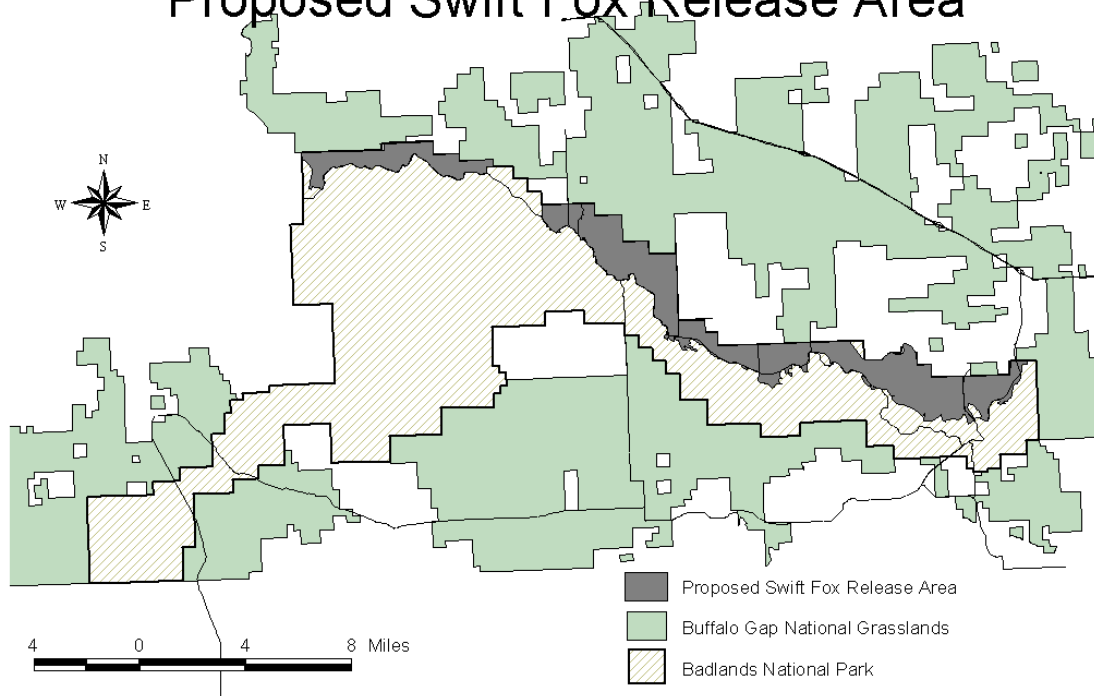 Proposed Swift Fox Release Area
N
W E
S
Proposed Swift Fox Release Area
Buffalo Gap National Grasslands
Badlands National Park
4 0 4 8 Miles